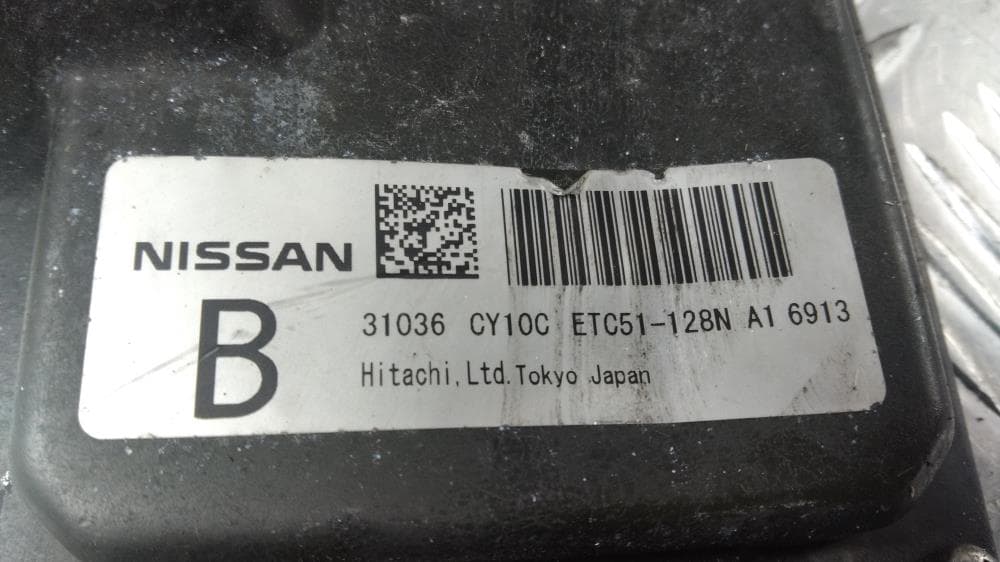 NISSAN
B
31036 CY10C ETC51-128N A1 6913
Hitachi, Ltd. Tokyo Japan